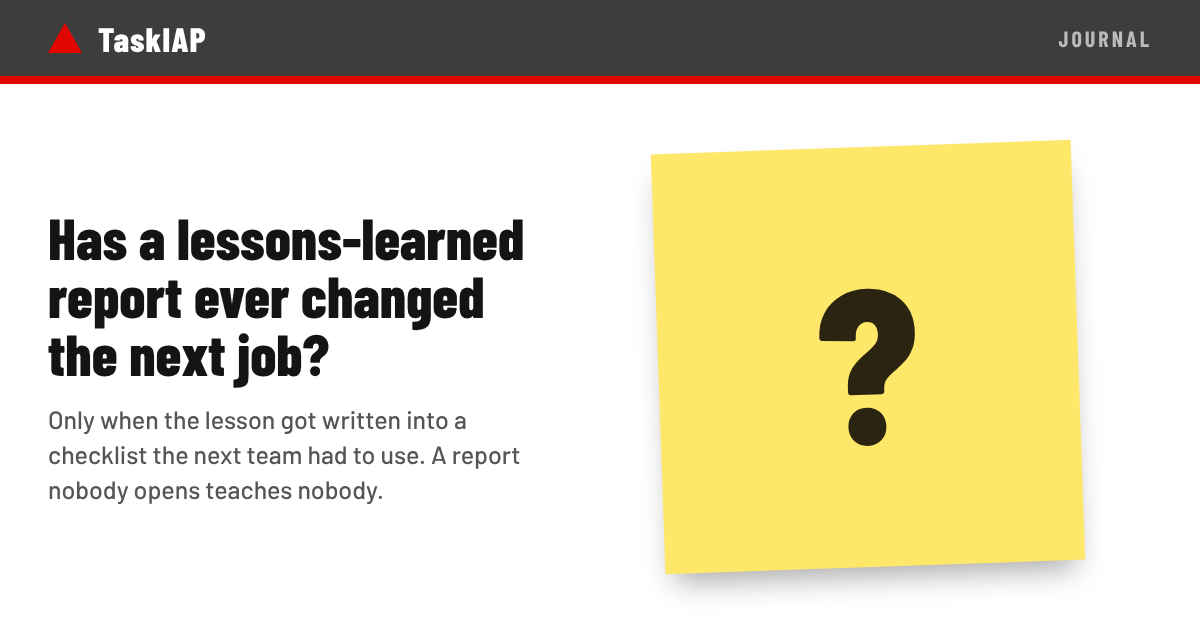 TaskIAP
JOURNAL
Has a lessons-learned
report ever changed
the next job?
Only when the lesson got written into a
checklist the next team had to use. A report
nobody opens teaches nobody.
?